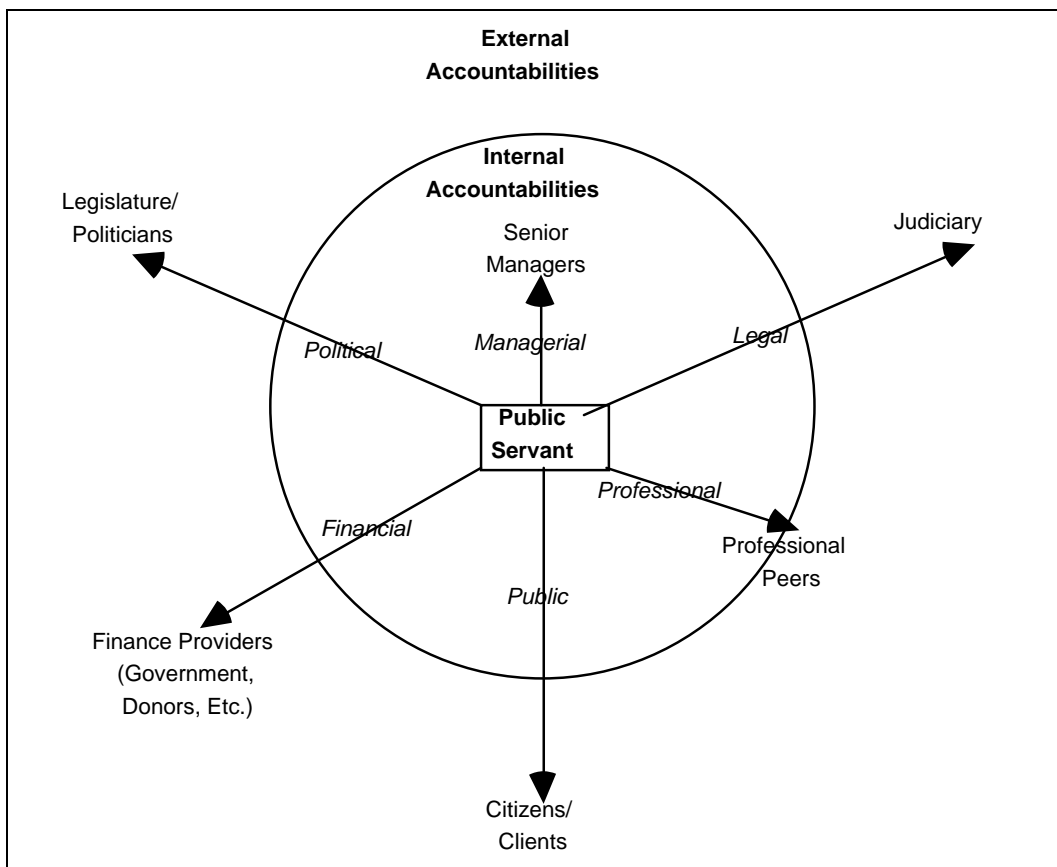 External
Accountabilities
Internal
Accountabilities
Legislature/
Politicians
Senior
Managers
Judiciary
Political
Managerial
Legal
Public
Servant
Professional
Financial
Professional
Peers
Public
Finance Providers
(Government,
Donors, Etc.)
Citizens/
Clients